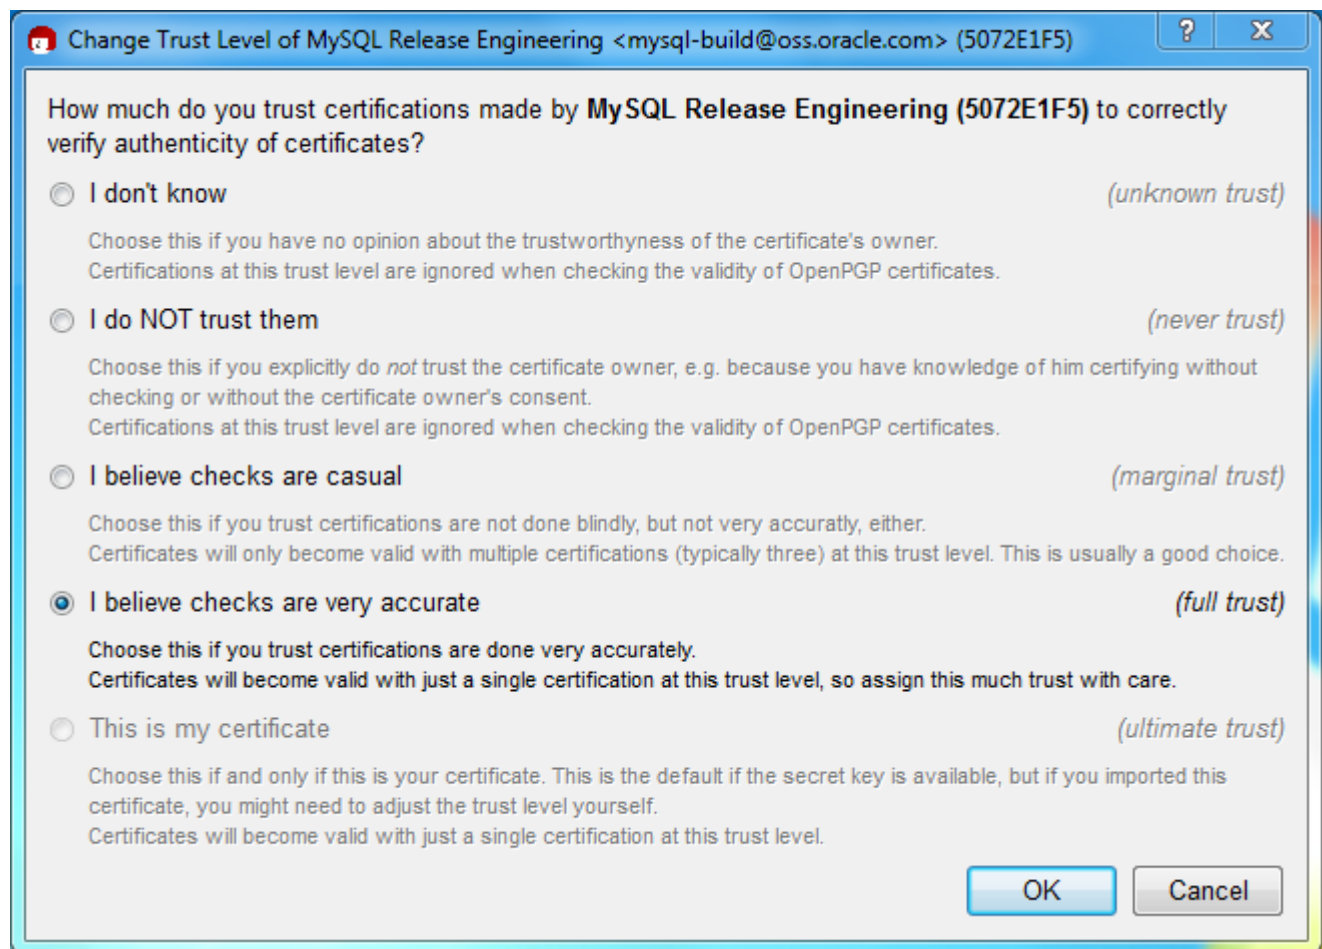 Change Trust Level of MySQL Release Engineering <mysql-build@oss.oracle.com> (5072E1F5)
How much do you trust certifications made by MySQL Release Engineering (5072E1F5) to correctly
verify authenticity of certificates?
I don't know (unknown trust)
Choose this if you have no opinion about the trustworthyness of the certificate's owner.
Certifications at this trust level are ignored when checking the validity of OpenPGP certificates.
I do NOT trust them (never trust)
Choose this if you explicitly do not trust the certificate owner, e.g. because you have knowledge of him certifying without
checking or without the certificate owner's consent.
Certifications at this trust level are ignored when checking the validity of OpenPGP certificates.
I believe checks are casual (marginal trust)
Choose this if you trust certifications are not done blindly, but not very accuratly, either.
Certificates will only become valid with multiple certifications (typically three) at this trust level. This is usually a good choice.
I believe checks are very accurate (full trust)
Choose this if you trust certifications are done very accurately.
Certificates will become valid with just a single certification at this trust level, so assign this much trust with care.
This is my certificate (ultimate trust)
Choose this if and only if this is your certificate. This is the default if the secret key is available, but if you imported this
certificate, you might need to adjust the trust level yourself.
Certificates will become valid with just a single certification at this trust level.
OK Cancel